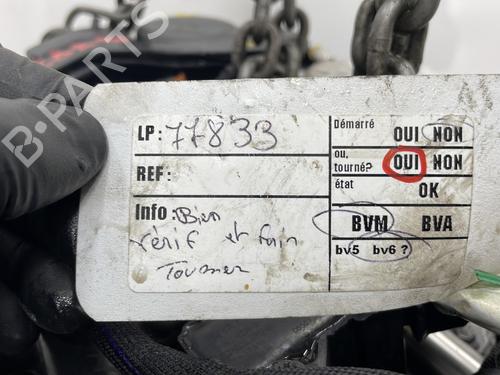 B-PARTS
LP: 77833
REF:
Info: Bien
vérif et fair
Tourner
Démarré OUI NON
ou, tourné? OUI NON
état OK
BVM BVA
bv5 bv6 ?